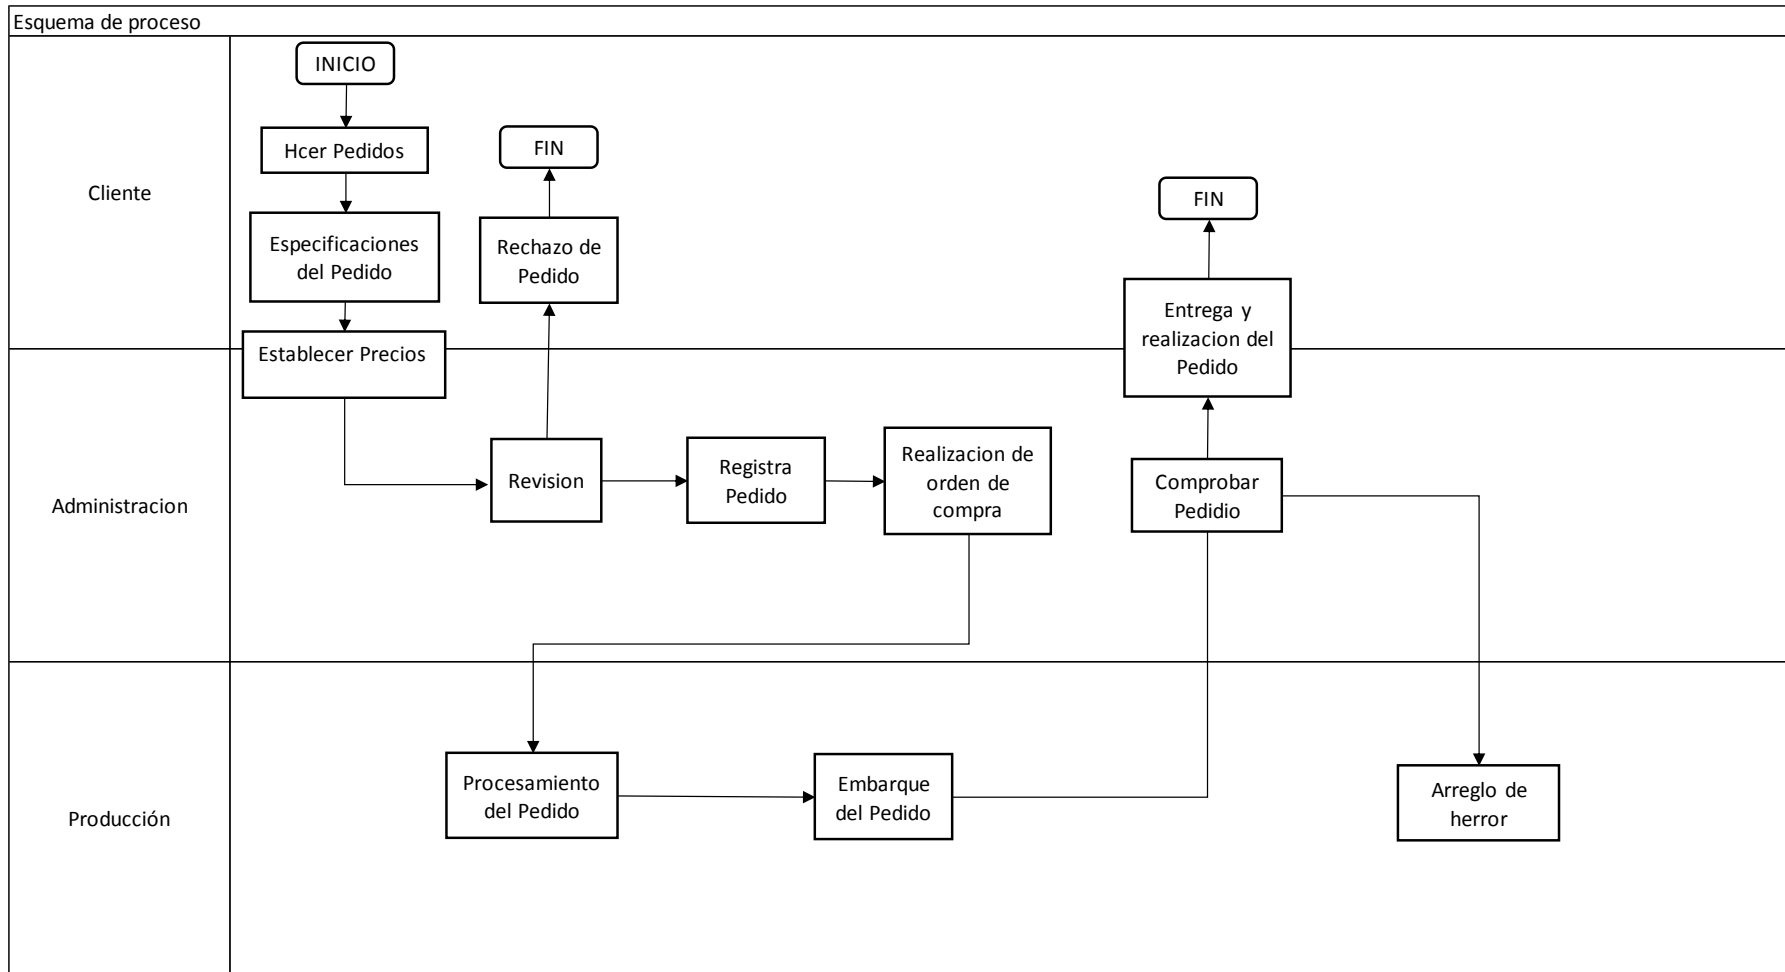 Esquema de proceso
Cliente
INICIO
Hcer Pedidos
Especificaciones
del Pedido
Establecer Precios
FIN
Rechazo de
Pedido
FIN
Entrega y
realizacion del
Pedido
Administracion
Revision
Registra
Pedido
Realizacion de
orden de
compra
Comprobar
Pedidio
Producción
Procesamiento
del Pedido
Embarque
del Pedido
Arreglo de
herror